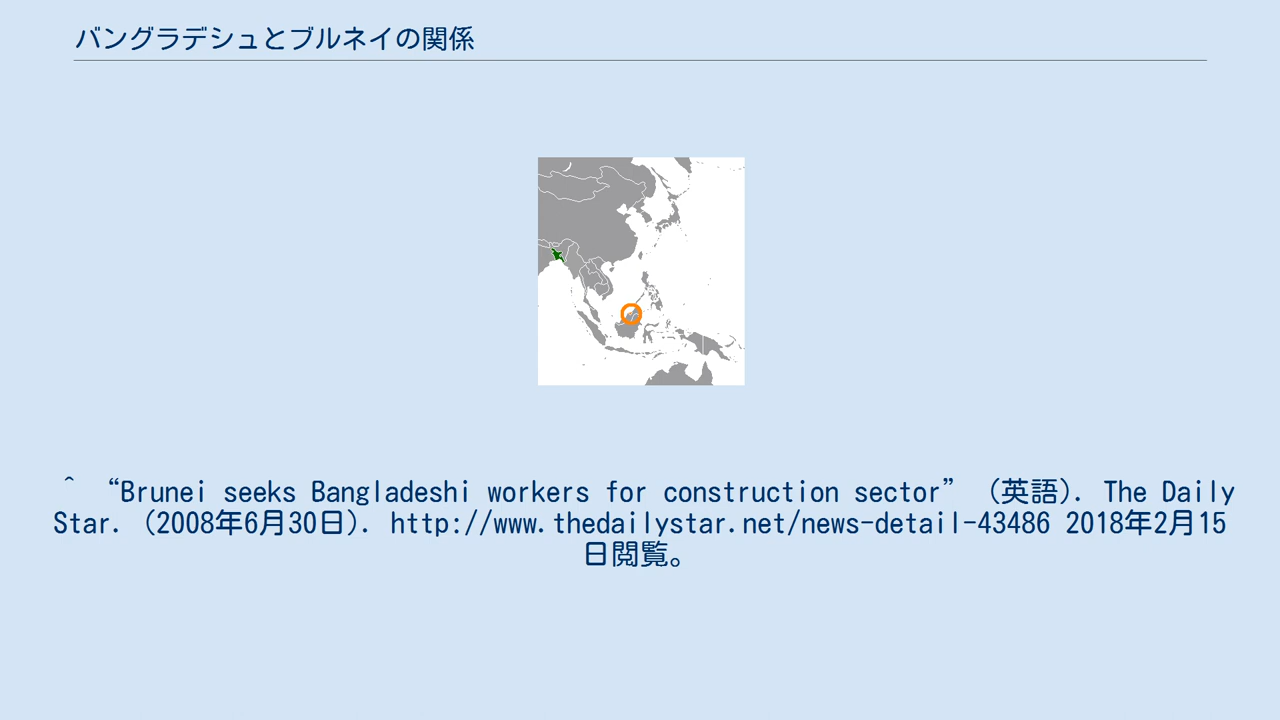 バングラデシュとブルネイの関係
^ “Brunei seeks Bangladeshi workers for construction sector” (英語). The Daily
Star. (2008年6月30日). http://www.thedailystar.net/news-detail-43486 2018年2月15
日閲覧。